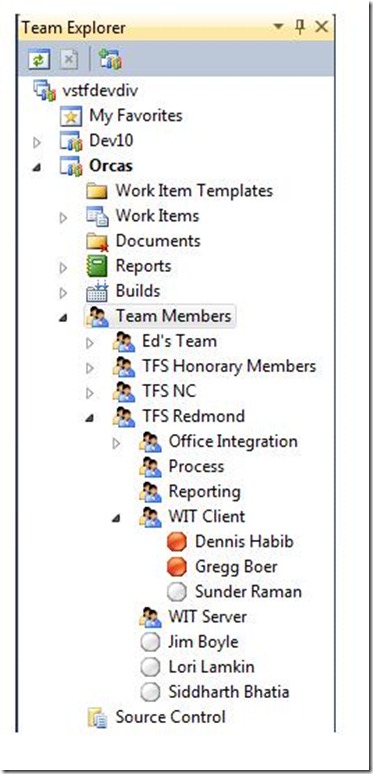 Team Explorer
vstfdevdiv
My Favorites
Dev10
Orcas
Work Item Templates
Work Items
Documents
Reports
Builds
Team Members
Ed's Team
TFS Honorary Members
TFS NC
TFS Redmond
Office Integration
Process
Reporting
WIT Client
Dennis Habib
Gregg Boer
Sunder Raman
WIT Server
Jim Boyle
Lori Lamkin
Siddharth Bhatia
Source Control